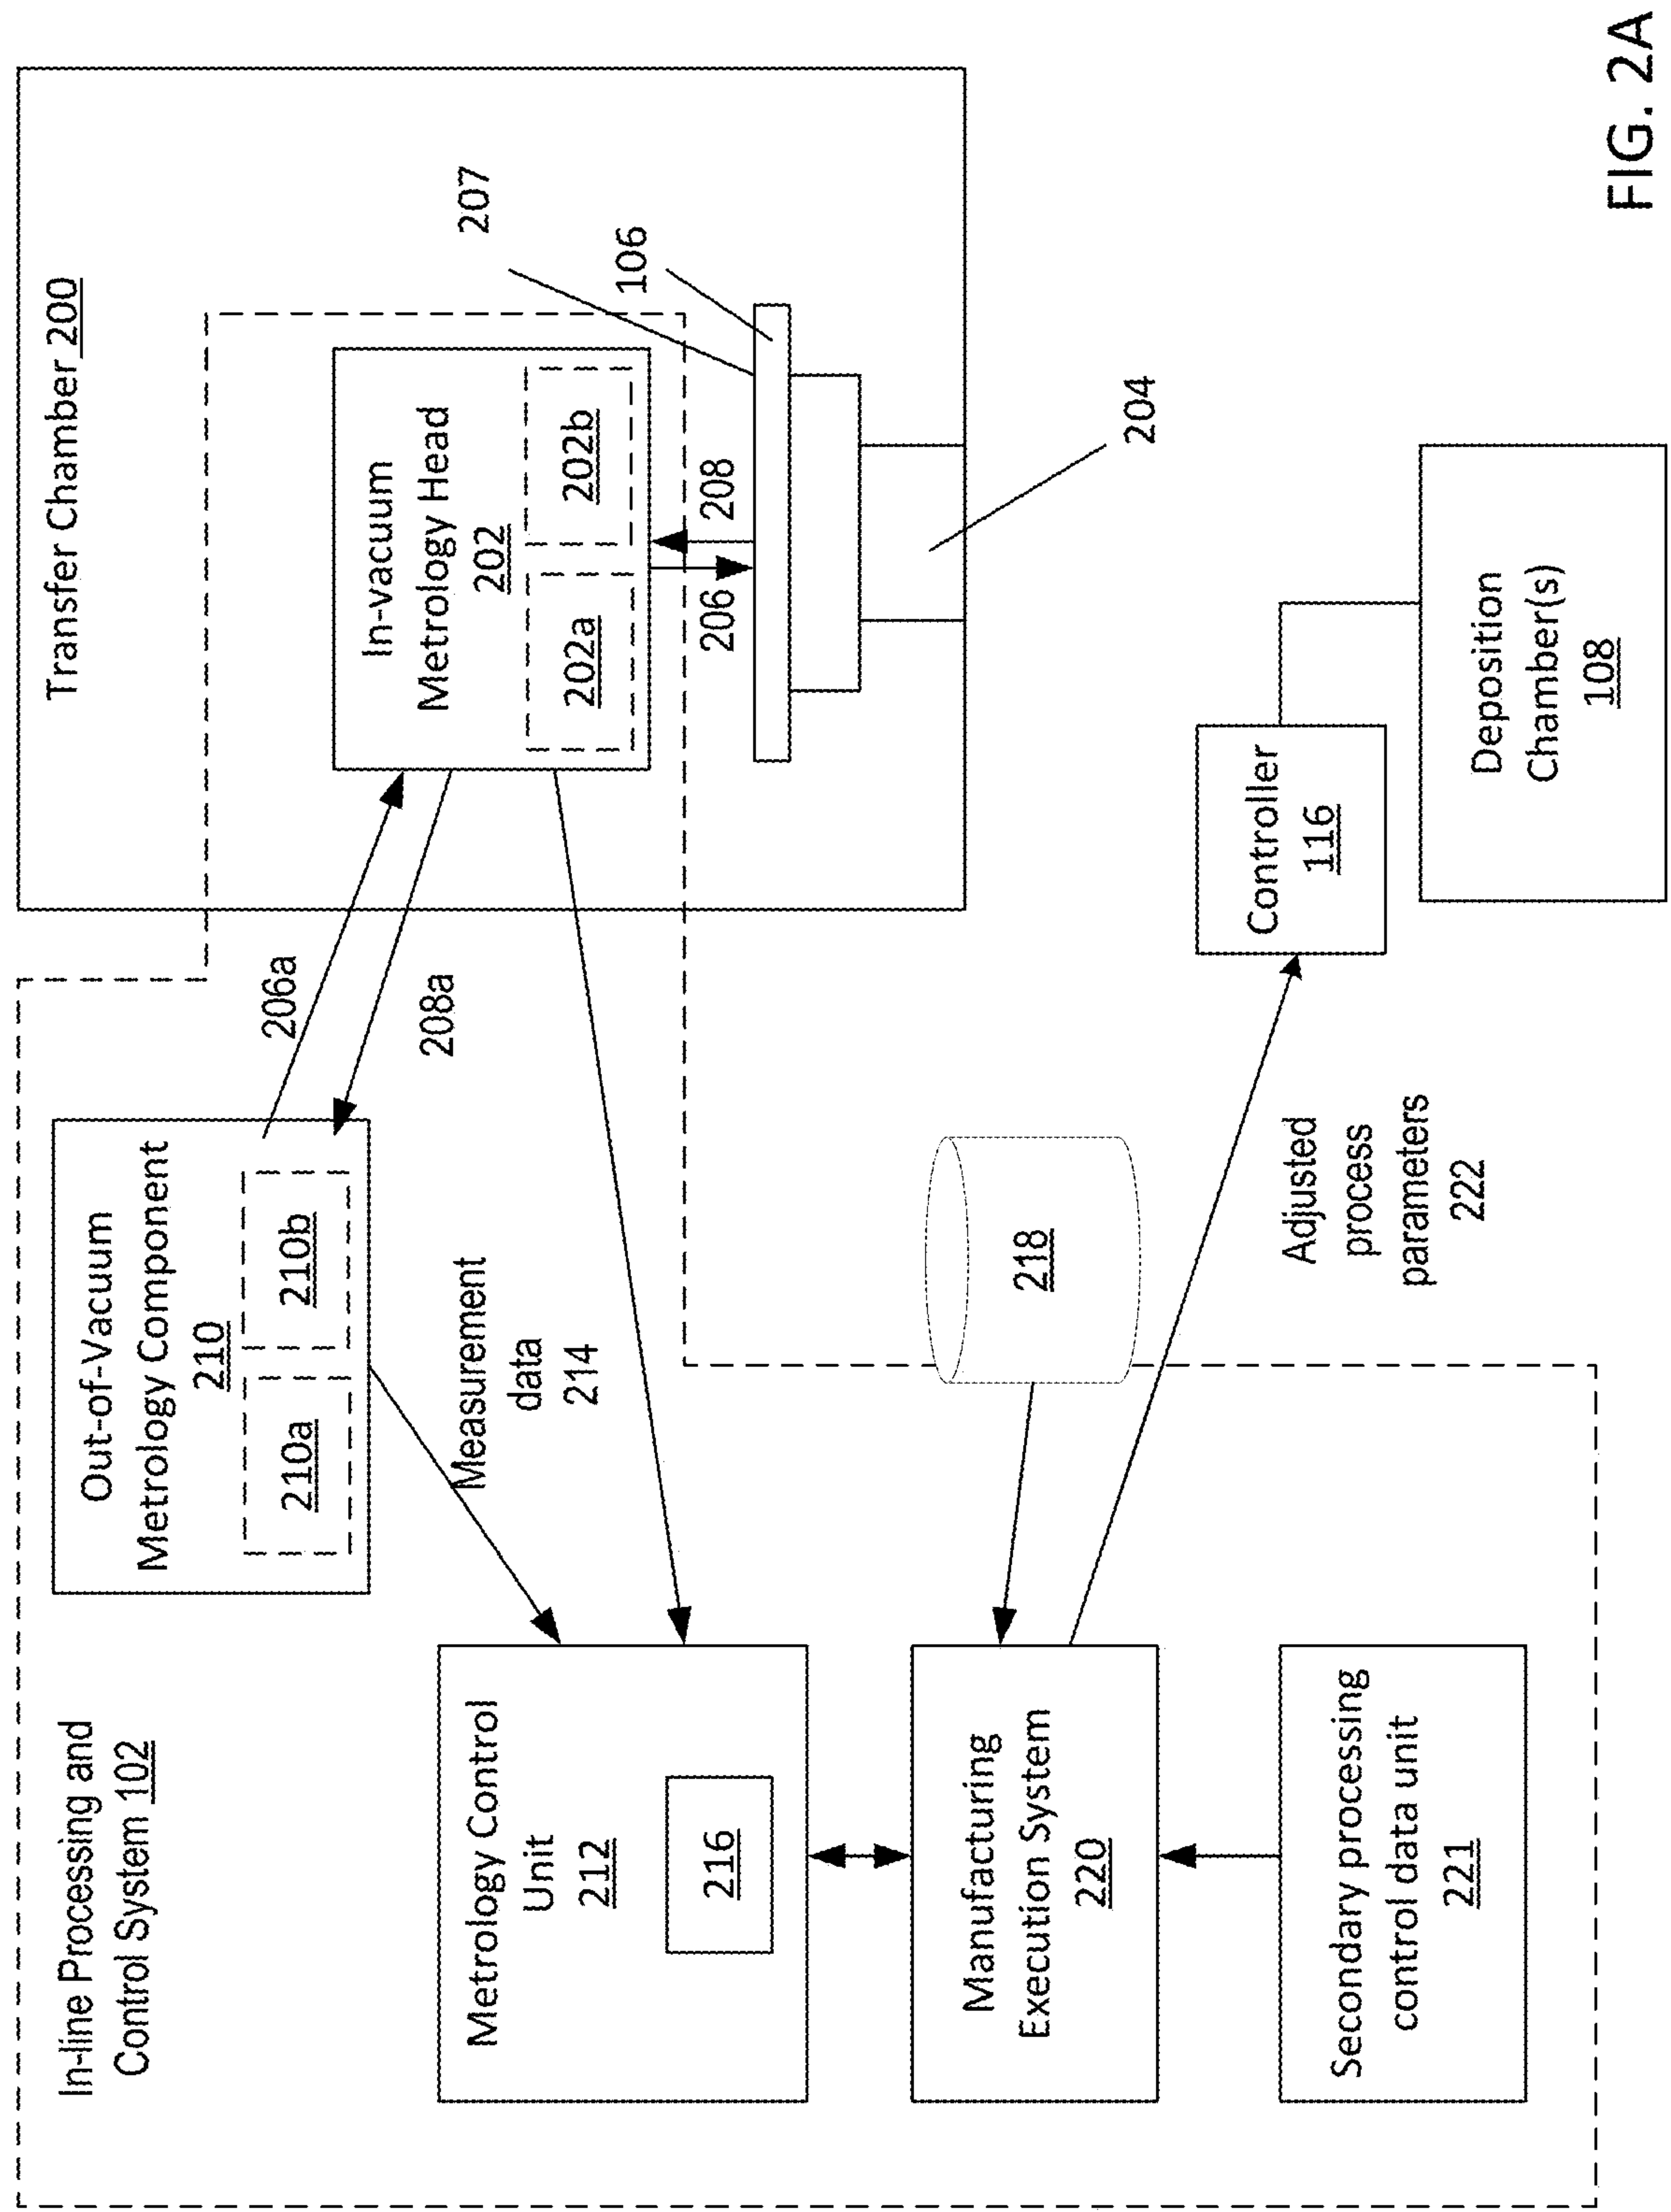 In-line Processing and
Control System 102
Out-of-Vacuum
Metrology Component
210
210a
210b
206a
208a
Transfer Chamber 200
In-vacuum
Metrology Head
202
202a
202b
206
208
207
106
204
Measurement
data
214
Metrology Control
Unit
212
216
Manufacturing
Execution System
220
218
Secondary processing
control data unit
221
Adjusted
process
parameters
222
Controller
116
Deposition
Chamber(s)
108
FIG. 2A